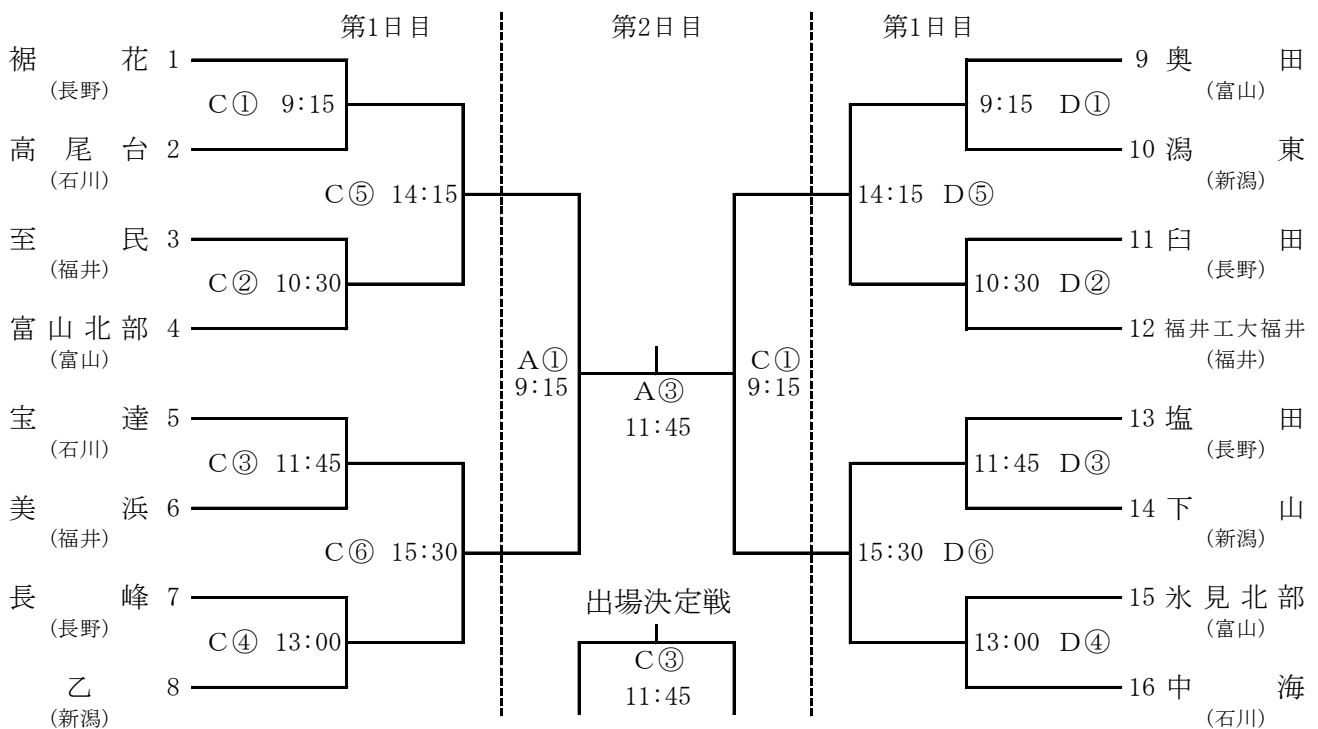 第1日目
第2日目
第1日目
裾花 1
(長野)
C① 9:15
高尾台 2
(石川)
C⑤ 14:15
至民 3
(福井)
C② 10:30
富山北部 4
(富山)
A①
9:15
宝達 5
(石川)
C③ 11:45
美浜 6
(福井)
C⑥ 15:30
長峰 7
(長野)
C④ 13:00
乙 8
(新潟)
A③
11:45
出場決定戦
C③
11:45
C①
9:15
9 奥田
(富山)
9:15 D①
10 潟東
(新潟)
14:15 D⑤
11 臼田
(長野)
10:30 D②
12 福井工大福井
(福井)
13 塩田
(長野)
11:45 D③
14 下山
(新潟)
15:30 D⑥
15 氷見北部
(富山)
13:00 D④
16 中海
(石川)